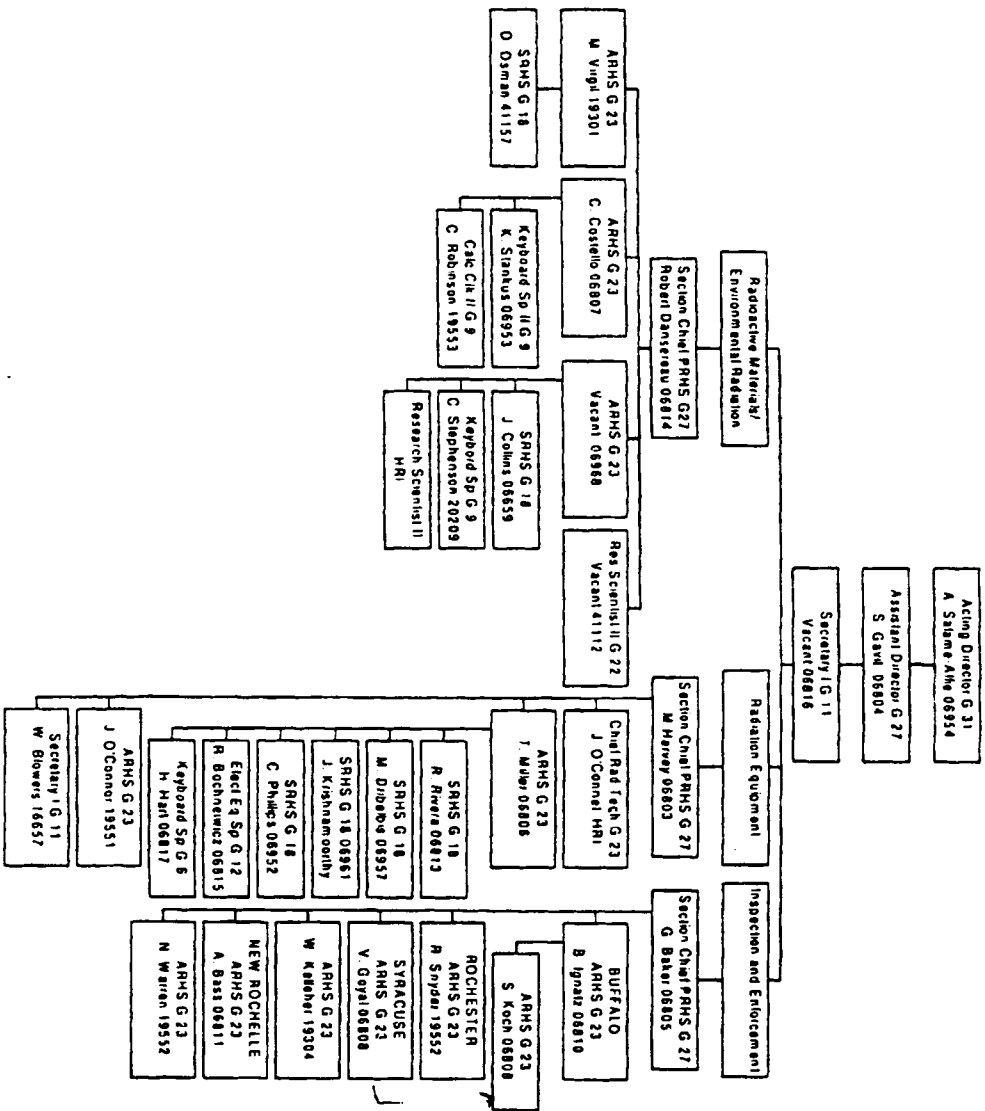 Acting Director G 31
A Salame-Alfie 06954
Assistant Director G 27
S Gavil 06804
Secretary I G 11
Vacant 06816
Radioactive Materials/
Environmental Radiation
Section Chief PRHS G27
Robert Dansereau 06814
ARHS G 23
M Virgil 19301
SRHS G 18
D Osman 41157
ARHS G 23
C. Costello 06807
Keyboard Sp II G 9
K. Stankus 06953
Calc Clk II G 9
C Robinson 19553
ARHS G 23
Vacant 06968
SRHS G 18
J Collins 06659
Keybord Sp G 9
C Stephenson 20209
Research Scientist II
HRI
Res Scientist II G 22
Vacant 41112
Radiation Equipment
Section Chief PRHS G 27
M Harvey 06803
Chief Rad Tech G 23
J O'Connel HRI
ARHS G 23
T. Miller 06806
SRHS G 18
R Rivera 06813
SRHS G 18
M 06957
SRHS G 18 06961
J. Krishnamoorthy
SRHS G 18
C Phillips 06952
Elect Eq Sp G 12
R Bochnewicz 06815
Keyboard Sp G 6
H Hart 06817
ARHS G 23
J O'Connor 19551
Secretary I G 11
W Blowers 16657
Inspection and Enforcement
Section Chief PRHS G 27
G Baker 06805
BUFFALO
ARHS G 23
B Ignatz 06810
ARHS G 23
S Koch 06808
ROCHESTER
ARHS G 23
R Snyder 19552
SYRACUSE
ARHS G 23
V. Goyal 06808
ARHS G 23
W Kelleher 19304
NEW ROCHELLE
ARHS G 23
A Bass 06811
ARHS G 23
N Warren 19552